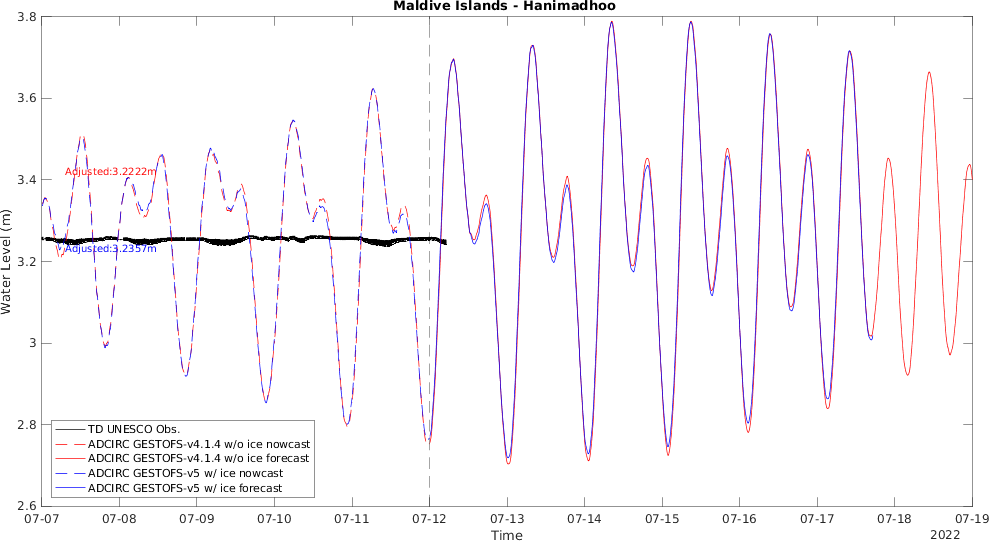 Maldive Islands - Hanimadhoo
3.8
3.6
3.4
3.2
3
2.8
2.6
Water Level (m)
Adjusted:3.2222m
Adjusted:3.2357m
TD UNESCO Obs.
ADCIRC GESTOFS-v4.1.4 w/o ice nowcast
ADCIRC GESTOFS-v4.1.4 w/o ice forecast
ADCIRC GESTOFS-v5 w/ ice nowcast
ADCIRC GESTOFS-v5 w/ ice forecast
07-07 07-08 07-09 07-10 07-11 07-12 07-13 07-14 07-15 07-16 07-17 07-18 07-19
Time
2022